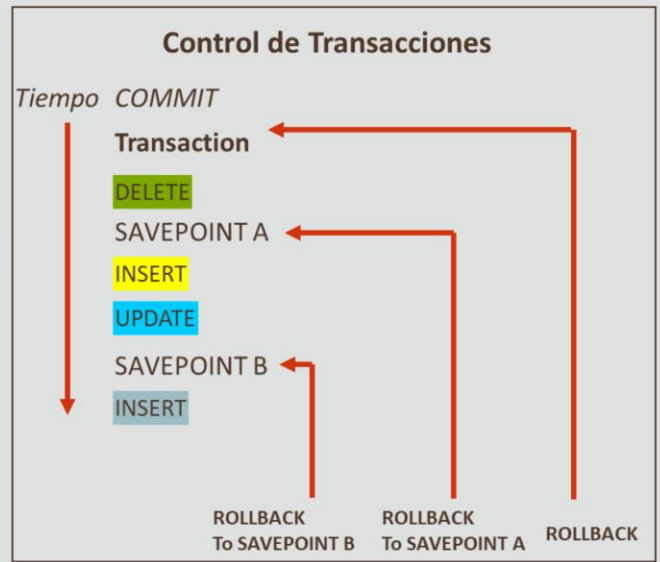 Control de Transacciones
Tiempo COMMIT
Transaction
DELETE
SAVEPOINT A
INSERT
UPDATE
SAVEPOINT B
INSERT
ROLLBACK
To SAVEPOINT B
ROLLBACK
To SAVEPOINT A
ROLLBACK